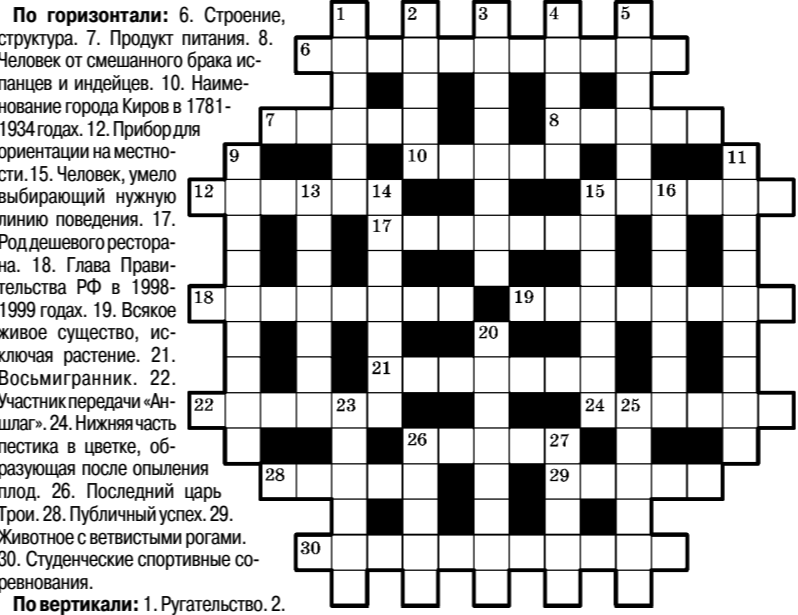 По горизонтали: 6. Строение,
структура. 7. Продукт питания. 8.
Человек от смешанного брака ис-
панцев и индейцев. 10. Наиме-
нование города Киров в 1781-
1934 годах. 12. Прибор для
ориентации на местно-
сти. 15. Человек, умело
выбирающий нужную
линию поведения. 17.
Род дешевого рестора-
на. 18. Глава Прави-
тельства РФ в 1998-
1999 годах. 19. Всякое
живое существо, ис-
ключая растение. 21.
Восьмигранник. 22.
Участник передачи «Ан-
шлаг». 24. Нижняя часть
пестика в цветке, об-
разующая после опыления
плод. 26. Последний царь
Трои. 28. Публичный успех. 29.
Животное с ветвистыми рогами.
30. Студенческие спортивные со-
ревнования.
По вертикали: 1. Ругательство. 2.
1 2 3 4 5
6
7 8
9 10 11
12 13 14 15 16
17
18 19
20
21
22 23 24 25
26 27
28 29
30